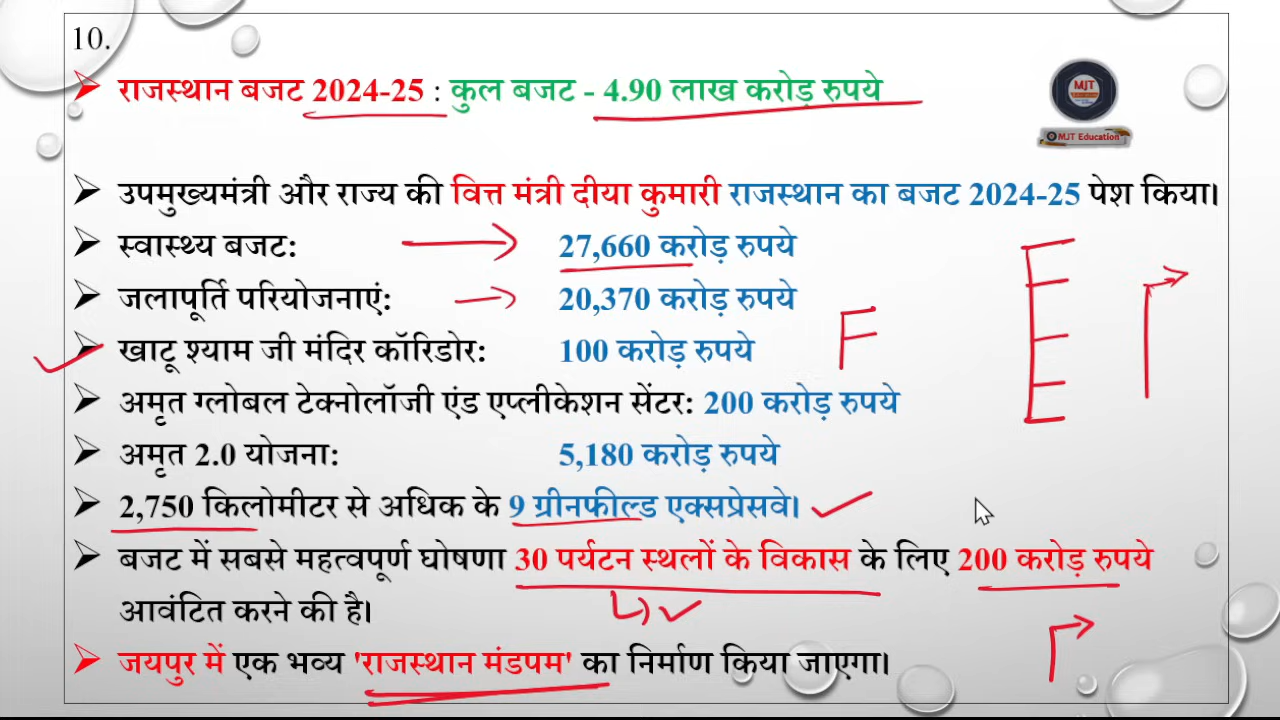 10.
राजस्थान बजट 2024-25 : कुल बजट - 4.90 लाख करोड़ रुपये
MJT
MJT Education
उपमुख्यमंत्री और राज्य की वित्त मंत्री दीया कुमारी राजस्थान का बजट 2024-25 पेश किया।
स्वास्थ्य बजट: 27,660 करोड़ रुपये
जलापूर्ति परियोजनाएं: 20,370 करोड़ रुपये
खाटू श्याम जी मंदिर कॉरिडोर: 100 करोड़ रुपये
अमृत ग्लोबल टेक्नोलॉजी एंड एप्लीकेशन सेंटर: 200 करोड़ रुपये
अमृत 2.0 योजना: 5,180 करोड़ रुपये
2,750 किलोमीटर से अधिक के 9 ग्रीनफील्ड एक्सप्रेसवे।
बजट में सबसे महत्वपूर्ण घोषणा 30 पर्यटन स्थलों के विकास के लिए 200 करोड़ रुपये
आवंटित करने की है।
जयपुर में एक भव्य 'राजस्थान मंडपम' का निर्माण किया जाएगा।